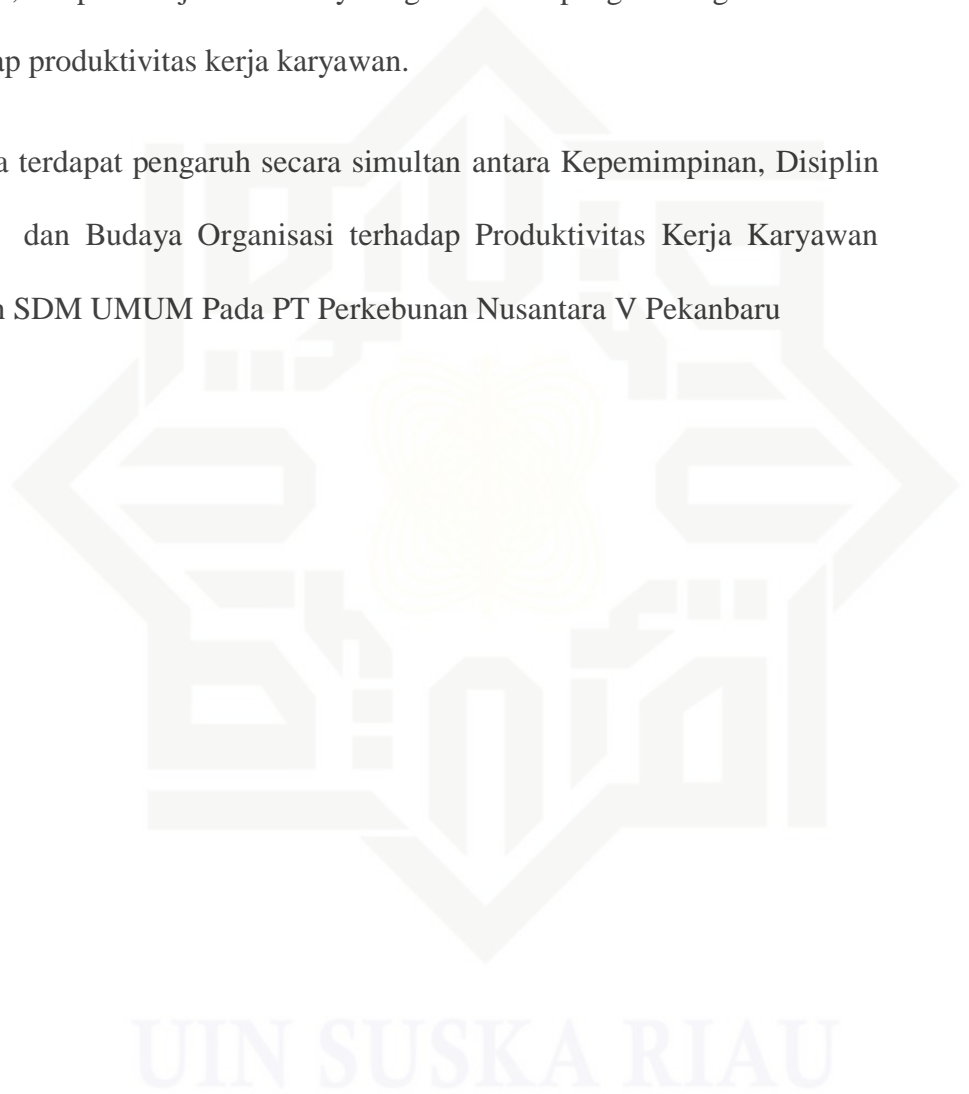 ap produktivitas kerja karyawan.
a terdapat pengaruh secara simultan antara Kepemimpinan, Disiplin
dan Budaya Organisasi terhadap Produktivitas Kerja Karyawan
n SDM UMUM Pada PT Perkebunan Nusantara V Pekanbaru
UIN SUSKA RIAU